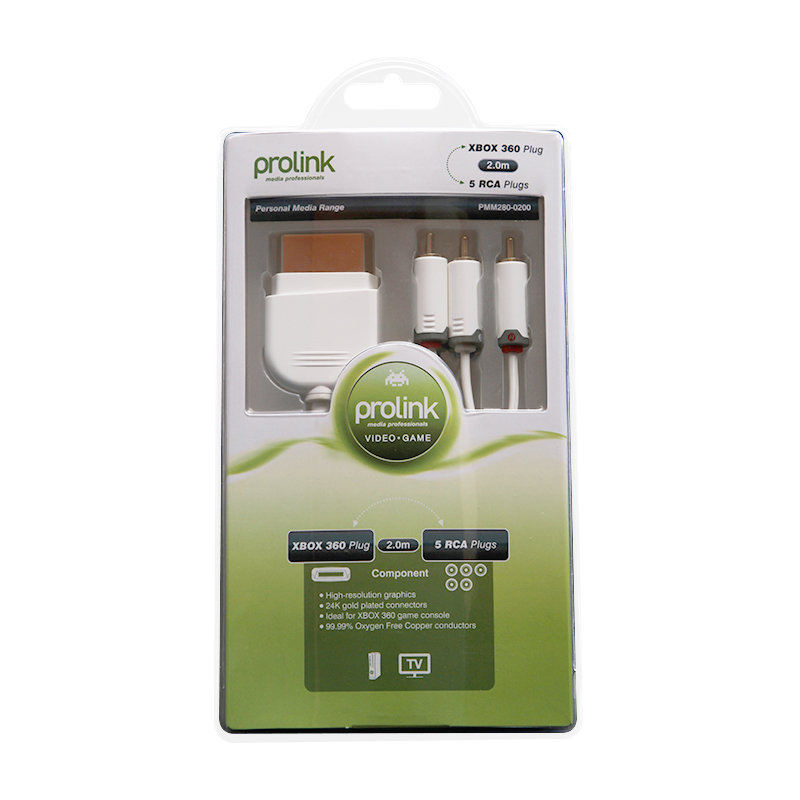 prolink
media professionals
XBOX 360 Plug
2.0m
5 RCA Plugs
Personal Media Range
PMM280-0200
prolink
media professionals
VIDEO • GAME
XBOX 360 Plug
2.0m
5 RCA Plugs
Component
• High-resolution graphics
• 24K gold plated connectors
• Ideal for XBOX 360 game console
• 99.99% Oxygen Free Copper conductors
TV